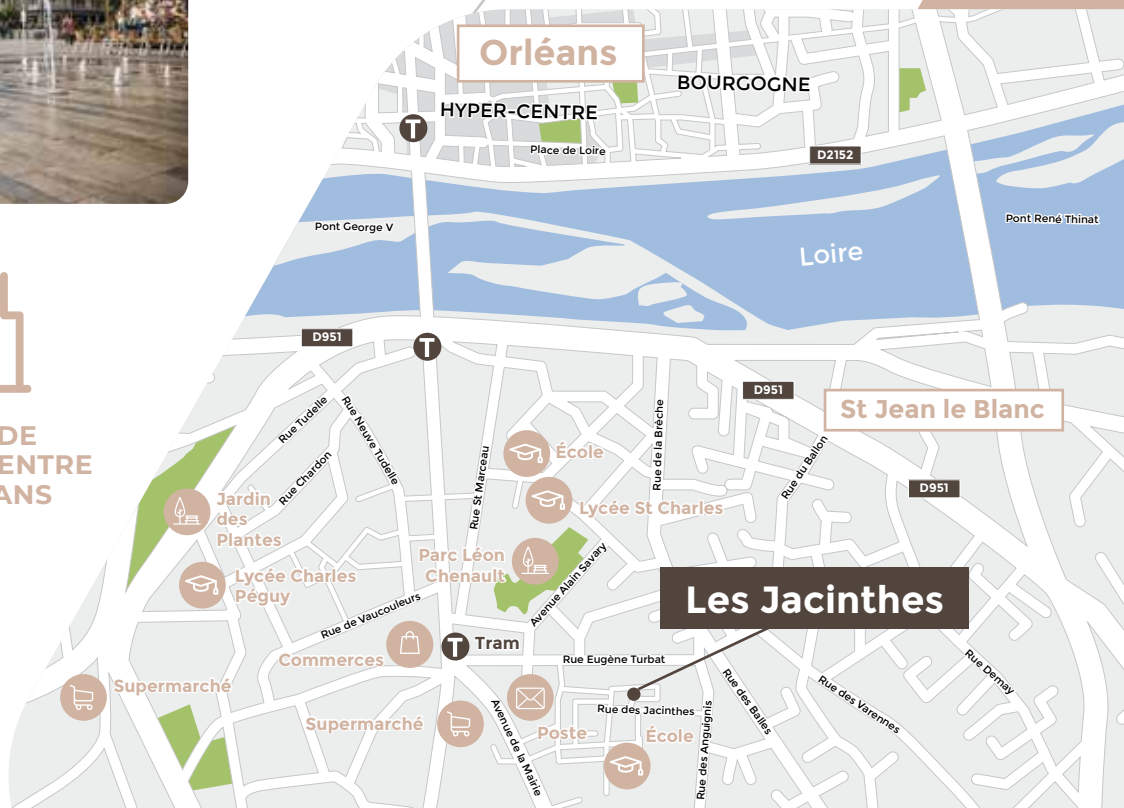 Orléans
BOURGOGNE
HYPER-CENTRE
T
Place de Loire
D2152
Pont George V
Pont René Thinat
Loire
D951
T
D951
St Jean le Blanc
DE
ENTRE
ANS
Rue Tudelle
Rue Neuve Tudelle
Rue Chardon
Rue St Marceau
École
Rue de la Brèche
Rue du Ballon
D951
Lycée St Charles
Jardin
des
Plantes
Parc Léon
Chenault
Avenue Alain Savary
Lycée Charles
Péguy
Les Jacinthes
Rue de Vaucouleurs
Commerces
T
Tram
Rue Eugène Turbat
Rue Demay
Supermarché
Rue des Jacinthes
Rue des Balles
Rue des Varennes
Supermarché
Avenue de la Mairie
Poste
École
Rue des Anguignis